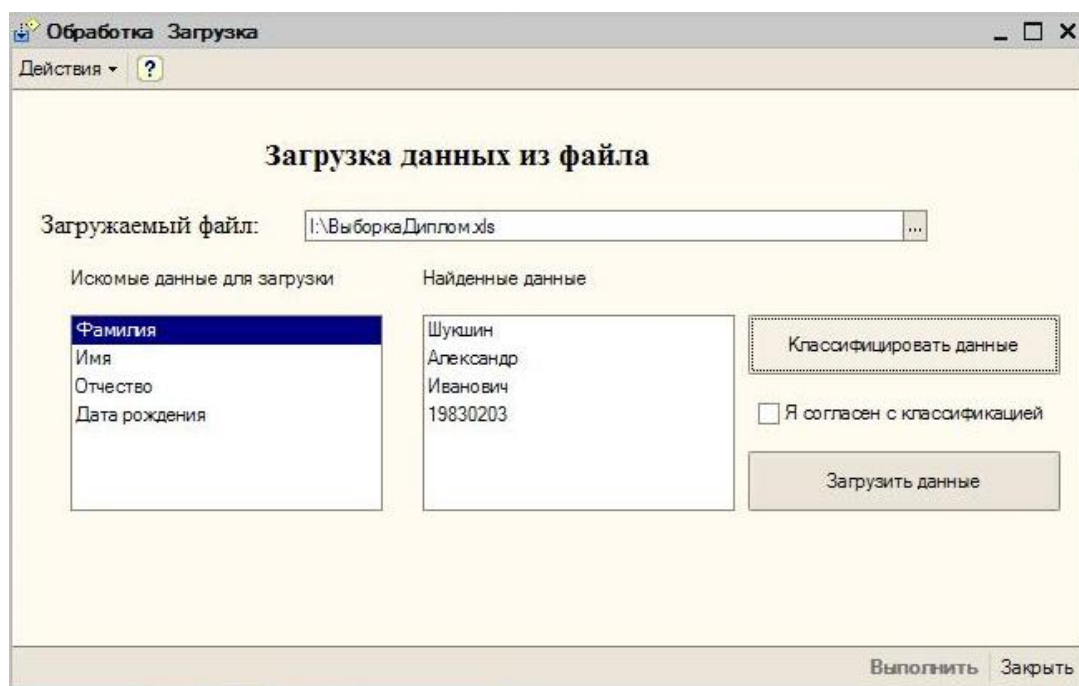 Обработка Загрузка
Действия
?
Загрузка данных из файла
Загружаемый файл: I:\ВыборкаДиплом.xls ...
Искомые данные для загрузки
Найденные данные
Фамилия
Имя
Отчество
Дата рождения
Шукшин
Александр
Иванович
19830203
Классифицировать данные
Я согласен с классификацией
Загрузить данные
Выполнить
Закрыть